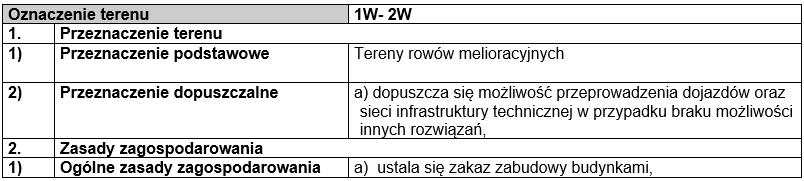 Oznaczenie terenu 1W- 2W
1. Przeznaczenie terenu
1) Przeznaczenie podstawowe Tereny rowów melioracyjnych
2) Przeznaczenie dopuszczalne a) dopuszcza się możliwość przeprowadzenia dojazdów oraz
sieci infrastruktury technicznej w przypadku braku możliwości
innych rozwiązań,
2. Zasady zagospodarowania
1) Ogólne zasady zagospodarowania a) ustala się zakaz zabudowy budynkami,